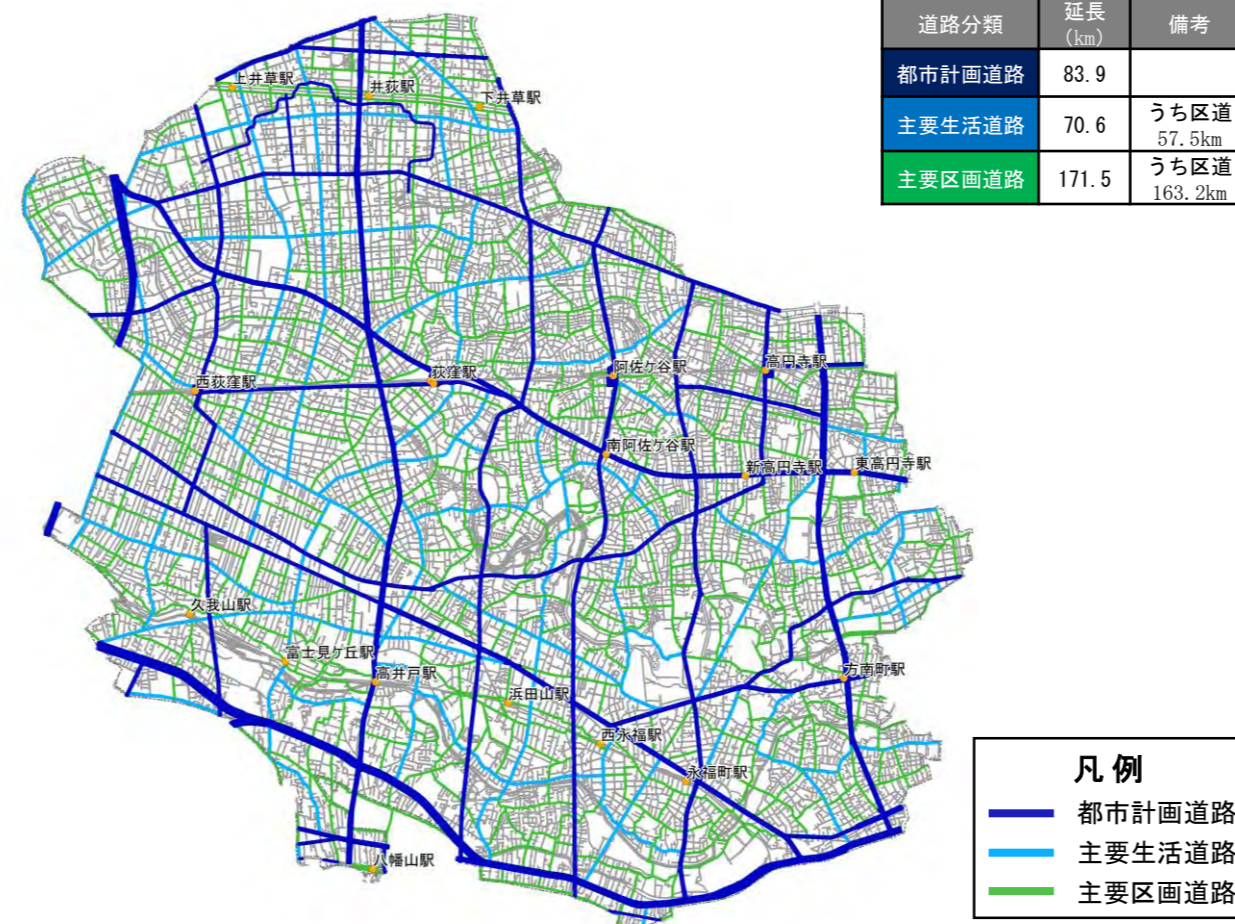 道路分類 延長(km) 備考
都市計画道路 83.9
主要生活道路 70.6 うち区道 57.5km
主要区画道路 171.5 うち区道 163.2km
上井草駅
井荻駅
下井草駅
西荻窪駅
荻窪駅
阿佐ケ谷駅
高円寺駅
南阿佐ケ谷駅
新高円寺駅
東高円寺駅
久我山駅
富士見ケ丘駅
高井戸駅
浜田山駅
西永福駅
永福町駅
方南町駅
八幡山駅
凡例
都市計画道路
主要生活道路
主要区画道路